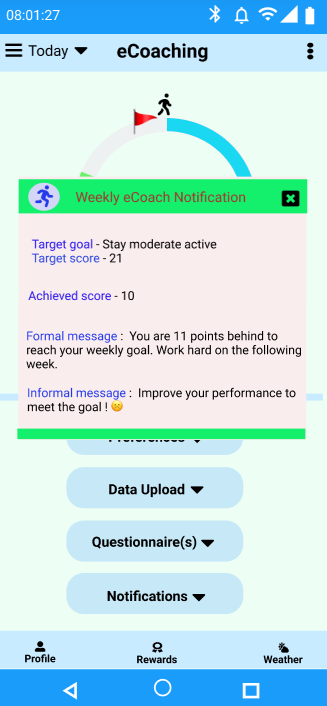 08:01:27
Today eCoaching
Weekly eCoach Notification
Target goal - Stay moderate active
Target score - 21
Achieved score - 10
Formal message : You are 11 points behind to
reach your weekly goal. Work hard on the following
week.
Informal message : Improve your performance to
meet the goal !
Preferences
Data Upload
Questionnaire(s)
Notifications
Profile Rewards Weather